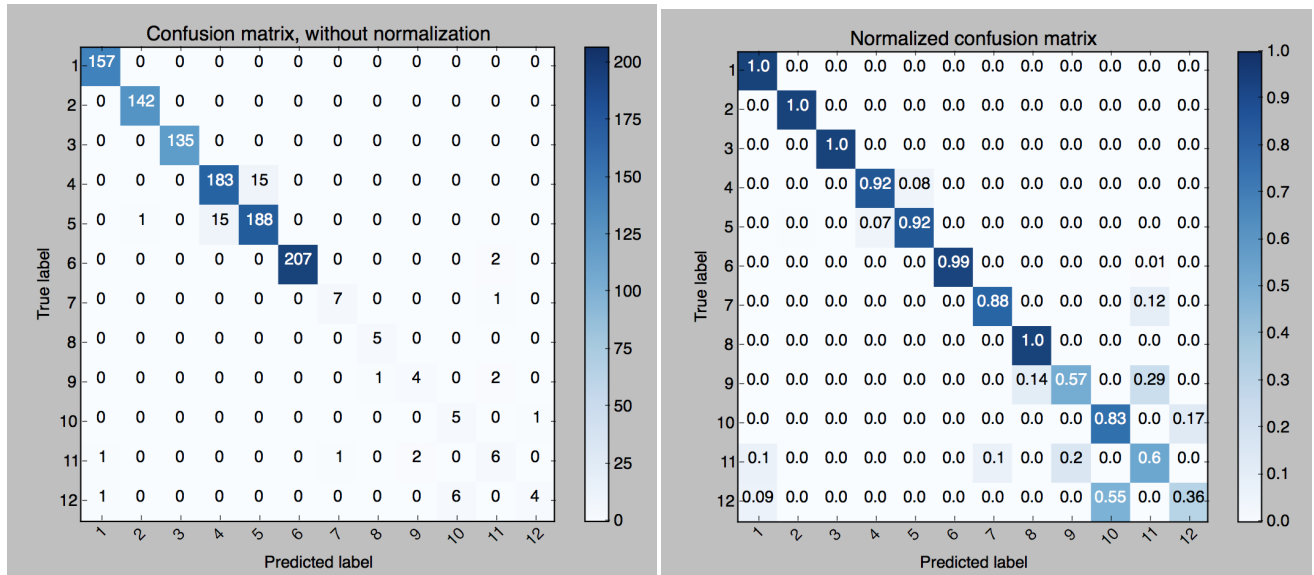 Confusion matrix, without normalization
1 157 0 0 0 0 0 0 0 0 0 0 0
2 0 142 0 0 0 0 0 0 0 0 0 0
3 0 0 135 0 0 0 0 0 0 0 0 0
4 0 0 0 183 15 0 0 0 0 0 0 0
5 0 1 0 15 188 0 0 0 0 0 0 0
6 0 0 0 0 0 207 0 0 0 0 2 0
7 0 0 0 0 0 0 7 0 0 0 1 0
8 0 0 0 0 0 0 0 5 0 0 0 0
9 0 0 0 0 0 0 0 1 4 0 2 0
10 0 0 0 0 0 0 0 0 0 5 0 1
11 1 0 0 0 0 0 1 0 2 0 6 0
12 1 0 0 0 0 0 0 0 0 6 0 4
1 2 3 4 5 6 7 8 9 10 11 12
True label
Predicted label
200
175
150
125
100
75
50
25
0
Normalized confusion matrix
1 1.0 0.0 0.0 0.0 0.0 0.0 0.0 0.0 0.0 0.0 0.0 0.0
2 0.0 1.0 0.0 0.0 0.0 0.0 0.0 0.0 0.0 0.0 0.0 0.0
3 0.0 0.0 1.0 0.0 0.0 0.0 0.0 0.0 0.0 0.0 0.0 0.0
4 0.0 0.0 0.0 0.92 0.08 0.0 0.0 0.0 0.0 0.0 0.0 0.0
5 0.0 0.0 0.0 0.07 0.92 0.0 0.0 0.0 0.0 0.0 0.0 0.0
6 0.0 0.0 0.0 0.0 0.0 0.99 0.0 0.0 0.0 0.0 0.01 0.0
7 0.0 0.0 0.0 0.0 0.0 0.0 0.88 0.0 0.0 0.0 0.12 0.0
8 0.0 0.0 0.0 0.0 0.0 0.0 0.0 1.0 0.0 0.0 0.0 0.0
9 0.0 0.0 0.0 0.0 0.0 0.0 0.0 0.14 0.57 0.0 0.29 0.0
10 0.0 0.0 0.0 0.0 0.0 0.0 0.0 0.0 0.0 0.83 0.0 0.17
11 0.1 0.0 0.0 0.0 0.0 0.0 0.1 0.0 0.2 0.0 0.6 0.0
12 0.09 0.0 0.0 0.0 0.0 0.0 0.0 0.0 0.0 0.55 0.0 0.36
1 2 3 4 5 6 7 8 9 10 11 12
True label
Predicted label
1.0
0.9
0.8
0.7
0.6
0.5
0.4
0.3
0.2
0.1
0.0